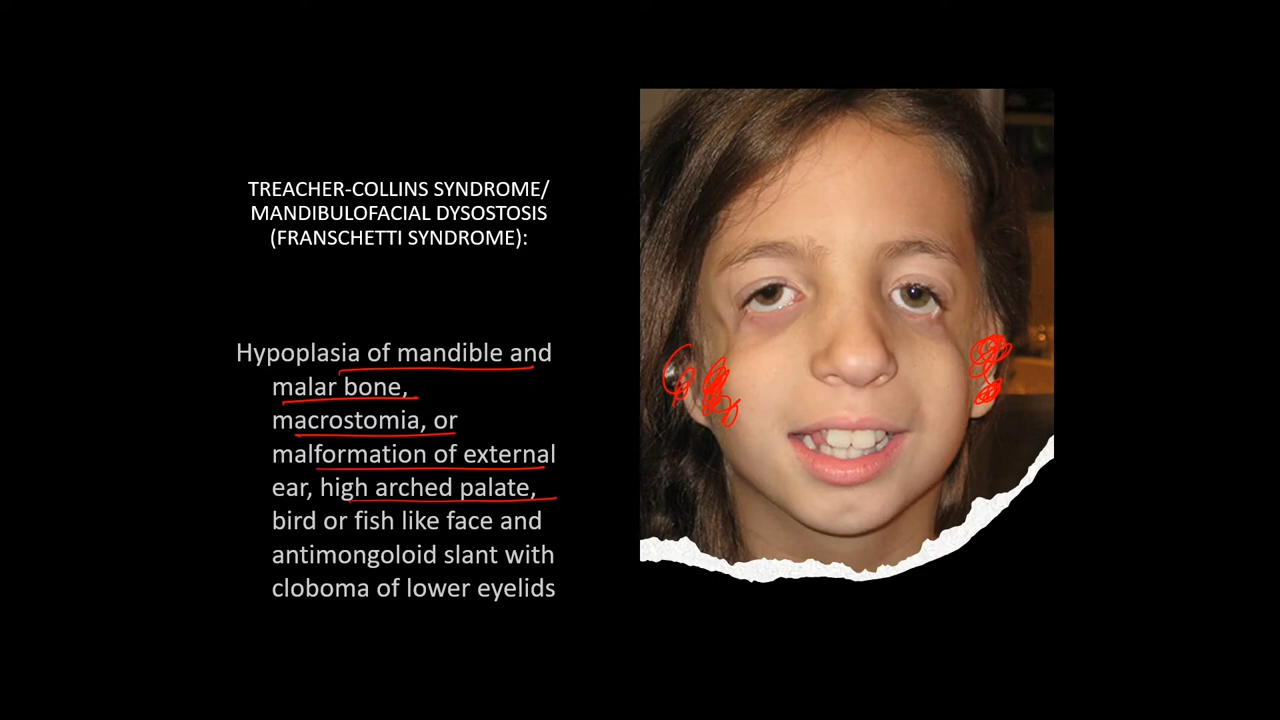 TREACHER-COLLINS SYNDROME/
MANDIBULOFACIAL DYSOSTOSIS
(FRANSCHETTI SYNDROME):
Hypoplasia of mandible and
malar bone,
macrostomia, or
malformation of external
ear, high arched palate,
bird or fish like face and
antimongoloid slant with
cloboma of lower eyelids